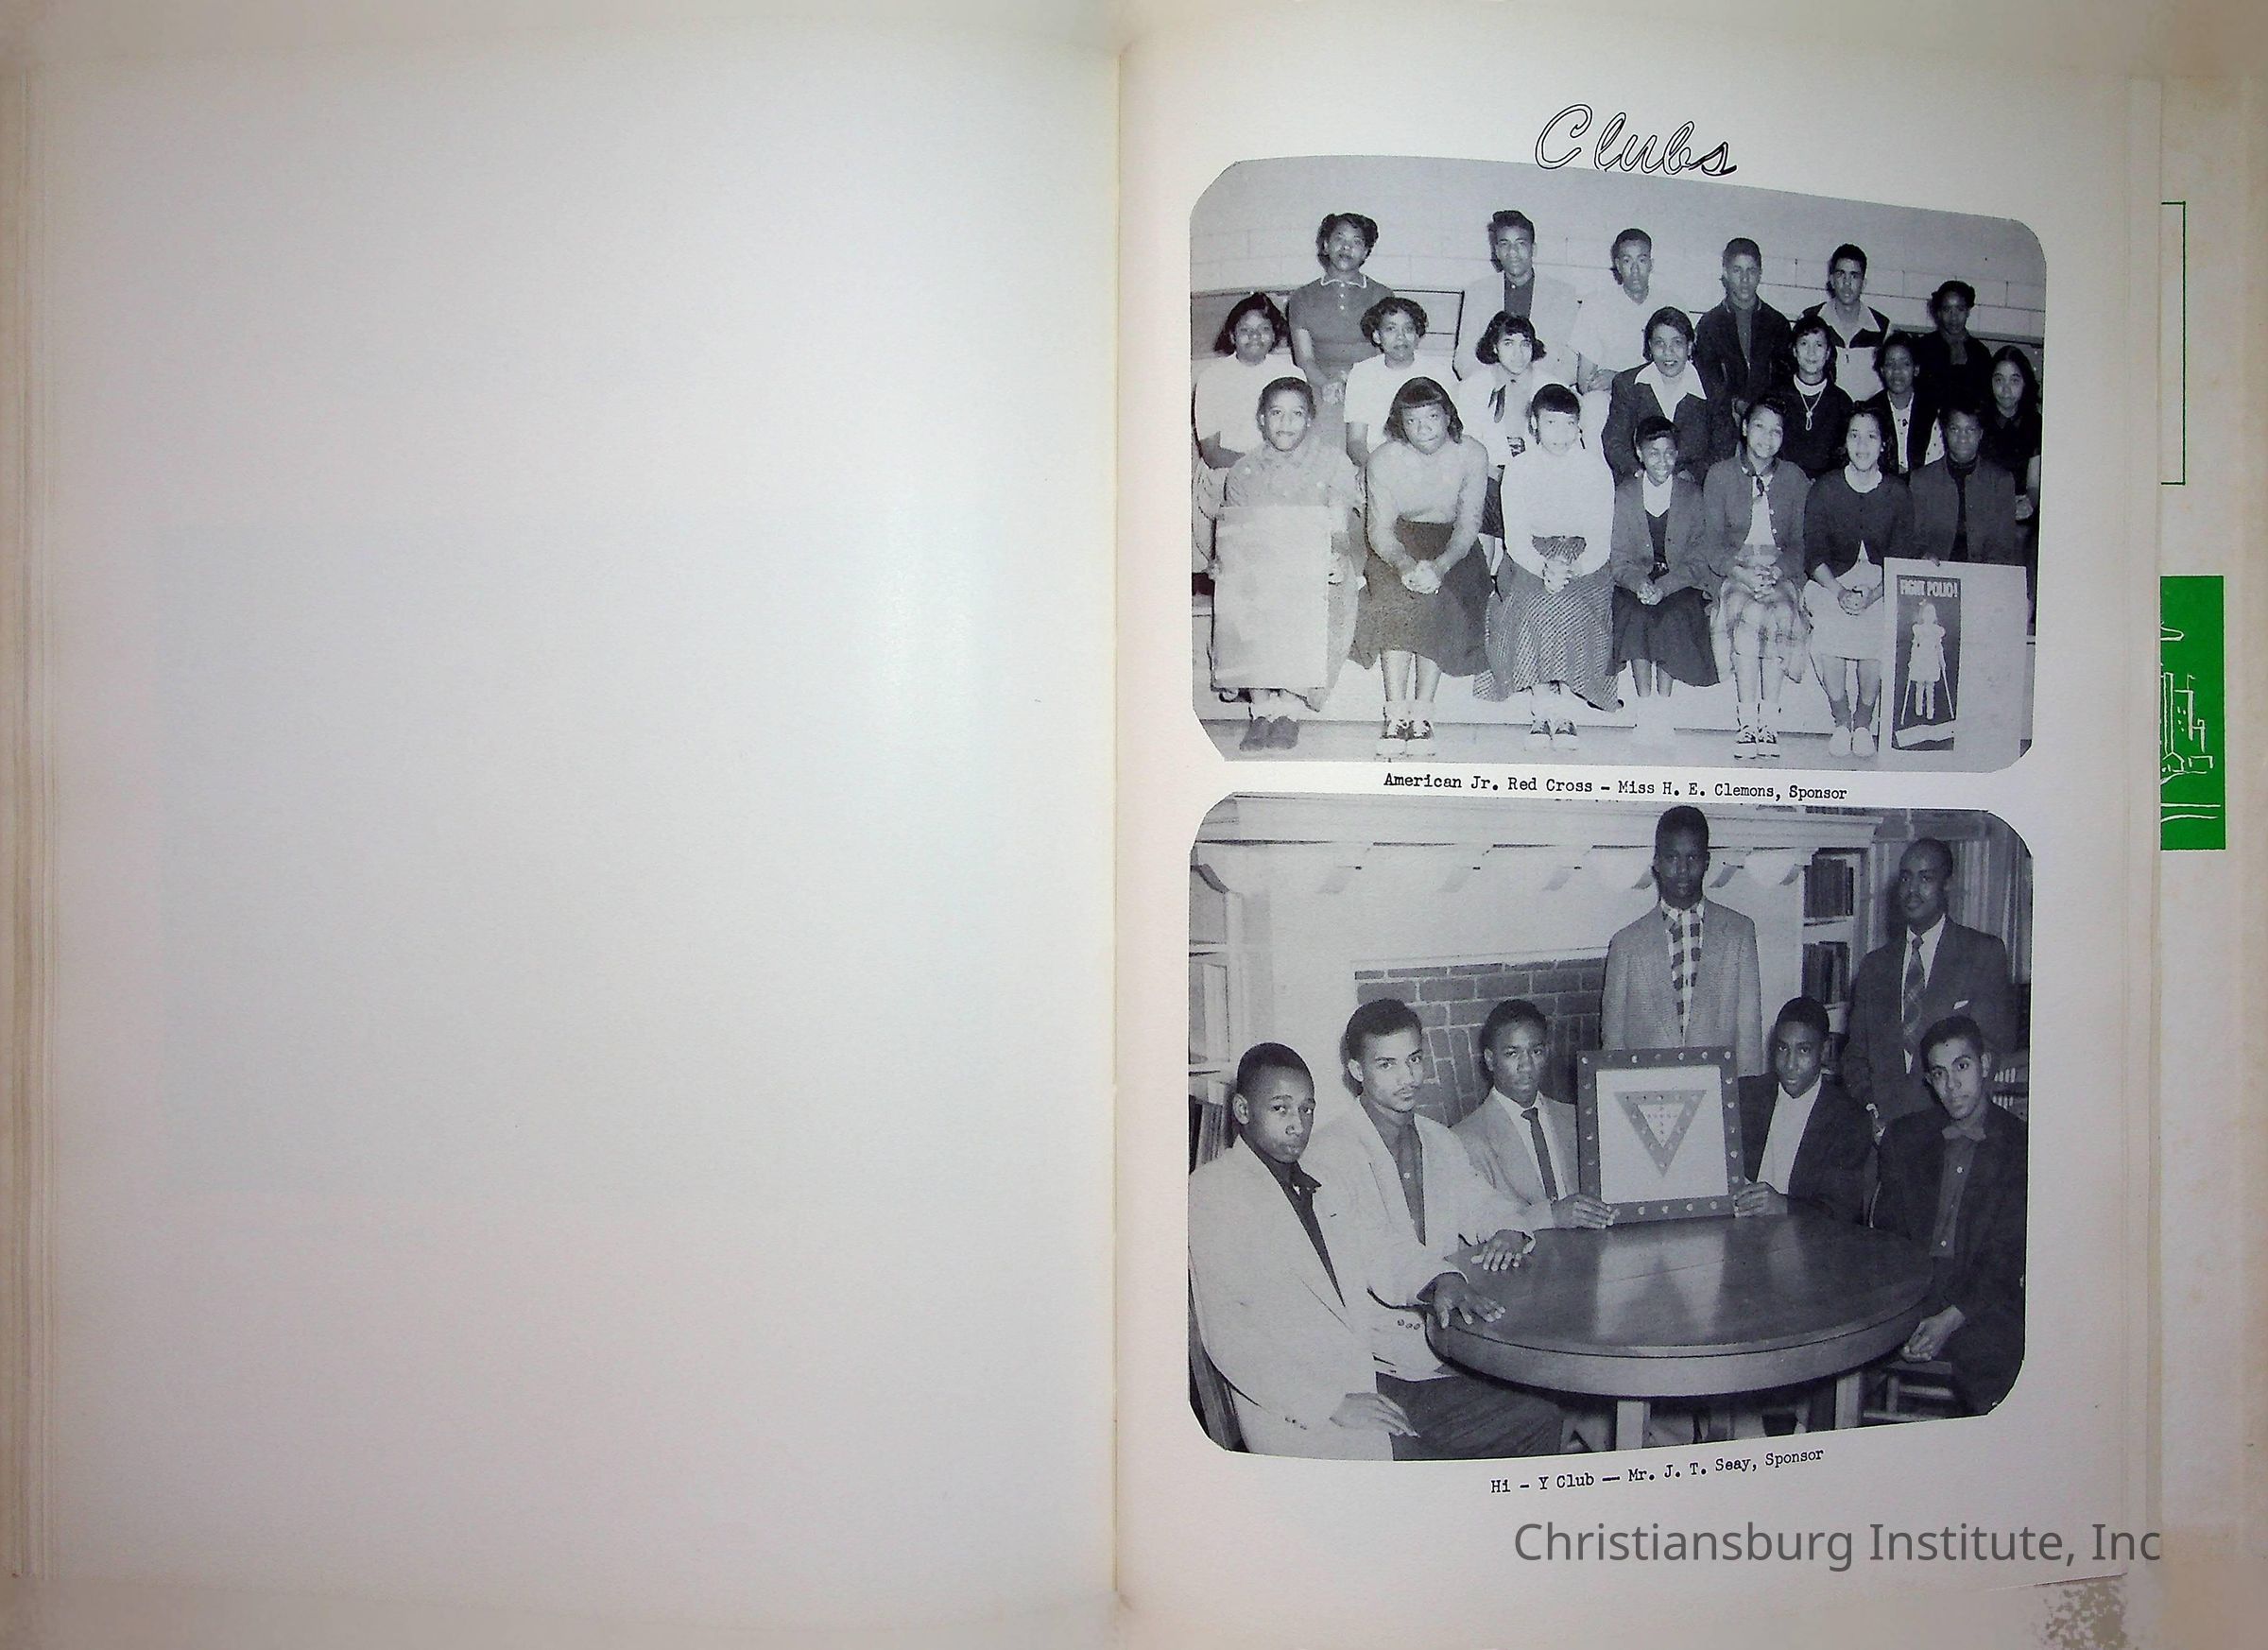 Clubs
FIGHT POLIO!
American Jr. Red Cross - Miss H. E. Clemons, Sponsor
Hi - Y Club — Mr. J. T. Seay, Sponsor
Christiansburg Institute, Inc